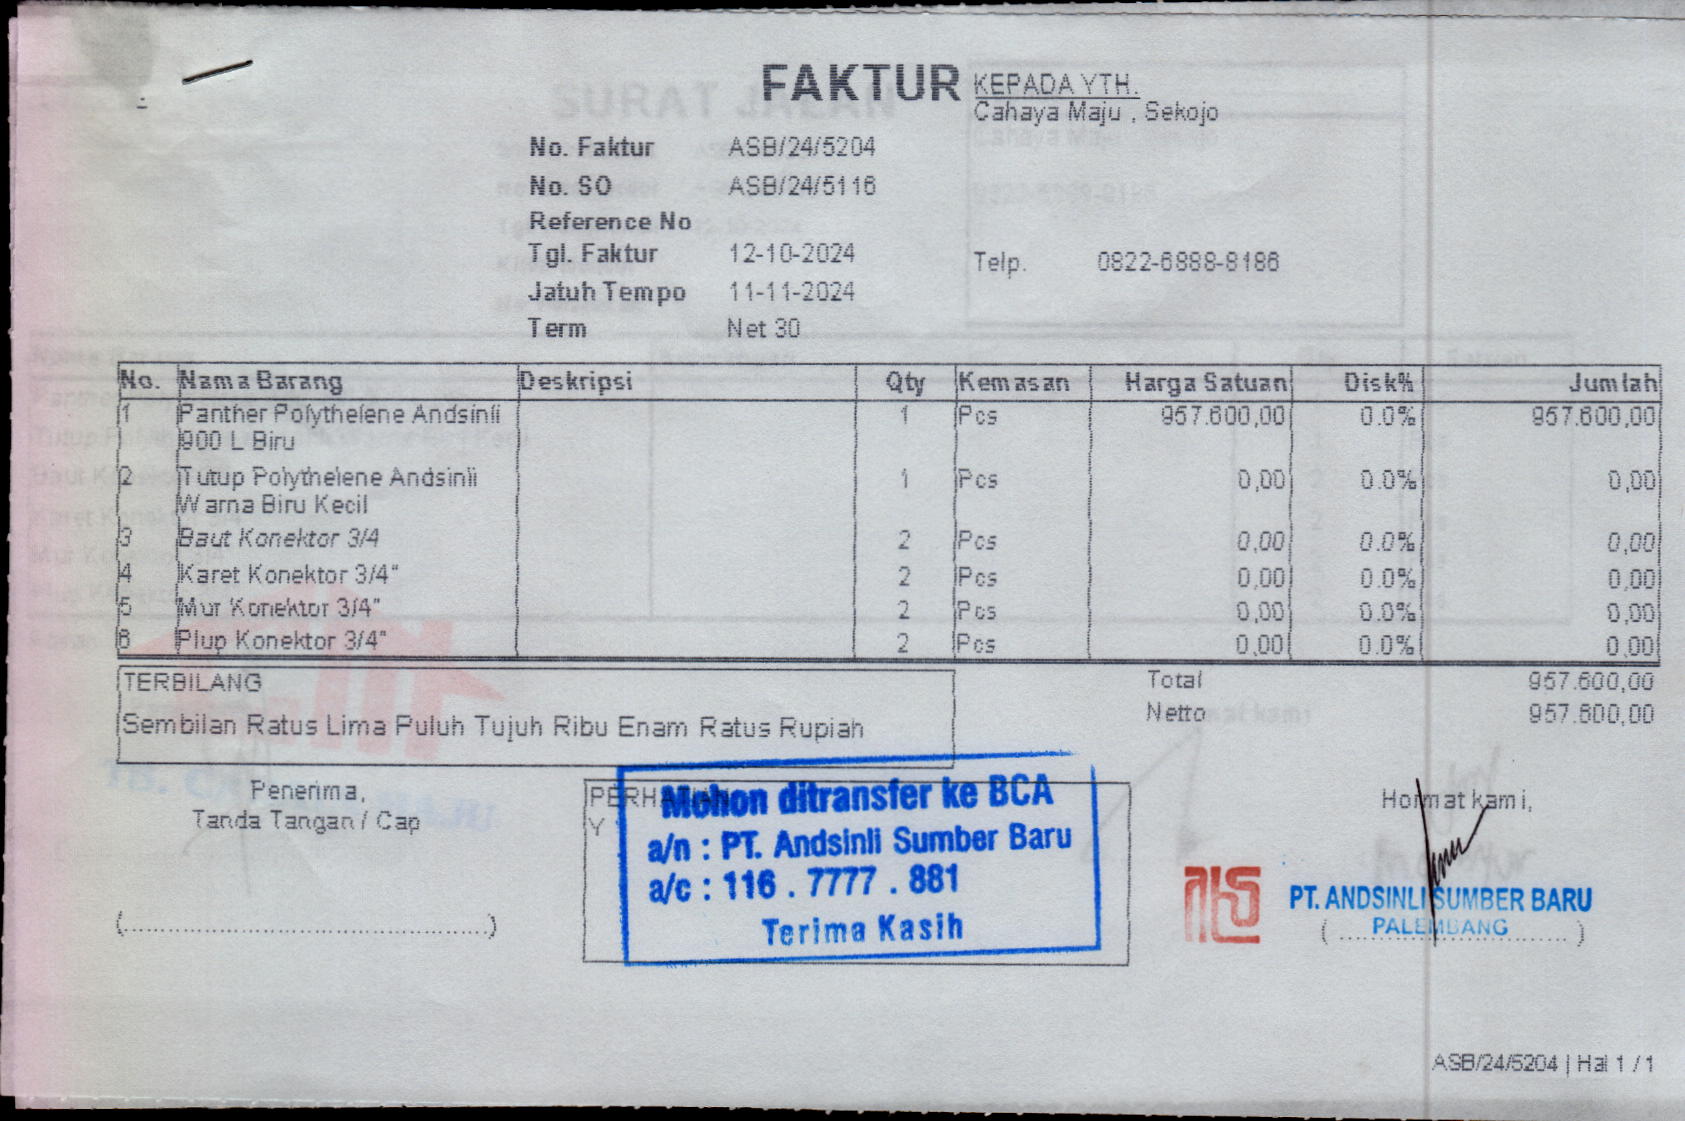 FAKTUR
KEPADA YTH.
Cahaya Maju , Sekojo
No. Faktur ASB/24/5204
No. SO ASB/24/5116
Reference No
Tgl. Faktur 12-10-2024
Telp. 0822-6888-8186
Jatuh Tempo 11-11-2024
Term Net 30
No. Nama Barang Deskripsi Qty Kemasan Harga Satuan Disk% Jumlah
1 Panther Polythelene Andsinli 1 Pcs 957.600,00 0.0% 957.600,00
900 L Biru
2 Tutup Polythelene Andsinli 1 Pcs 0,00 0.0% 0,00
Warna Biru Kecil
3 Baut Konektor 3/4 2 Pcs 0,00 0.0% 0,00
4 Karet Konektor 3/4" 2 Pcs 0,00 0.0% 0,00
5 Mur Konektor 3/4" 2 Pcs 0,00 0.0% 0,00
6 Plup Konektor 3/4" 2 Pcs 0,00 0.0% 0,00
TERBILANG
Sembilan Ratus Lima Puluh Tujuh Ribu Enam Ratus Rupiah
Total 957.600,00
Netto 957.600,00
Penerima,
Tanda Tangan / Cap
(..........................................)
Mohon ditransfer ke BCA
a/n : PT. Andsinli Sumber Baru
a/c : 116 . 7777 . 881
Terima Kasih
Hormat kami,
PT. ANDSINLI SUMBER BARU
PALEMBANG
(..........................)
ASB/24/5204 | Hal 1 / 1